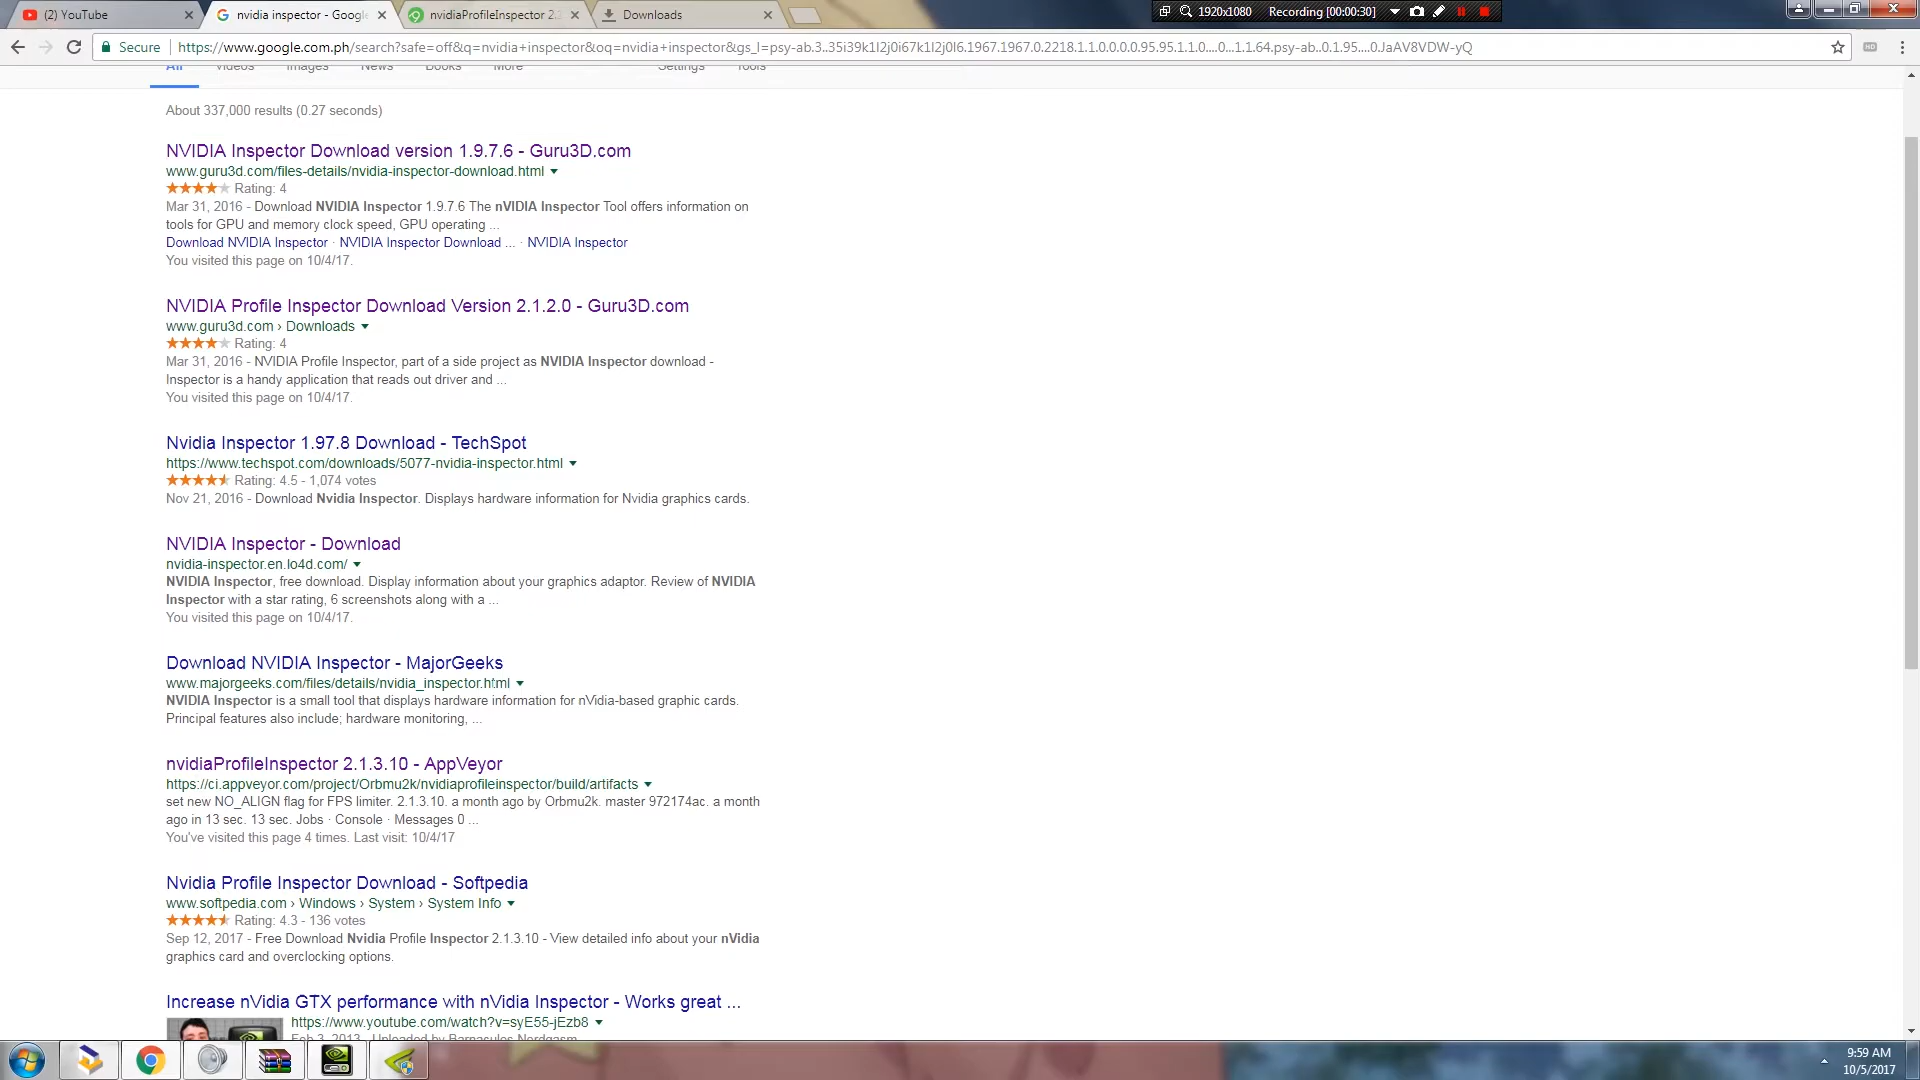 (2) YouTube
nvidia inspector - Google
nvidiaProfileInspector 2.
Downloads
1920x1080
Recording [00:00:30]
Secure
https://www.google.com.ph/search?safe=off&q=nvidia+inspector&oq=nvidia+inspector&gs_l=psy-ab.3..35i39k1l2j0i67k1l2j0l6.1967.1967.0.2218.1.1.0.0.0.0.95.95.1.1.0....0...1.1.64.psy-ab..0.1.95....0.JaAV8VDW-yQ
All Videos Images News Books More Settings Tools
About 337,000 results (0.27 seconds)
NVIDIA Inspector Download version 1.9.7.6 - Guru3D.com
www.guru3d.com/files-details/nvidia-inspector-download.html
Rating: 4
Mar 31, 2016 - Download NVIDIA Inspector 1.9.7.6 The nVIDIA Inspector Tool offers information on
tools for GPU and memory clock speed, GPU operating ...
Download NVIDIA Inspector · NVIDIA Inspector Download ... · NVIDIA Inspector
You visited this page on 10/4/17.
NVIDIA Profile Inspector Download Version 2.1.2.0 - Guru3D.com
www.guru3d.com › Downloads
Rating: 4
Mar 31, 2016 - NVIDIA Profile Inspector, part of a side project as NVIDIA Inspector download -
Inspector is a handy application that reads out driver and ...
You visited this page on 10/4/17.
Nvidia Inspector 1.97.8 Download - TechSpot
https://www.techspot.com/downloads/5077-nvidia-inspector.html
Rating: 4.5 - 1,074 votes
Nov 21, 2016 - Download Nvidia Inspector. Displays hardware information for Nvidia graphics cards.
NVIDIA Inspector - Download
nvidia-inspector.en.lo4d.com/
NVIDIA Inspector, free download. Display information about your graphics adaptor. Review of NVIDIA
Inspector with a star rating, 6 screenshots along with a ...
You visited this page on 10/4/17.
Download NVIDIA Inspector - MajorGeeks
www.majorgeeks.com/files/details/nvidia_inspector.html
NVIDIA Inspector is a small tool that displays hardware information for nVidia-based graphic cards.
Principal features also include; hardware monitoring, ...
nvidiaProfileInspector 2.1.3.10 - AppVeyor
https://ci.appveyor.com/project/Orbmu2k/nvidiaprofileinspector/build/artifacts
set new NO_ALIGN flag for FPS limiter. 2.1.3.10. a month ago by Orbmu2k. master 972174ac. a month
ago in 13 sec. 13 sec. Jobs · Console · Messages 0 ...
You've visited this page 4 times. Last visit: 10/4/17
Nvidia Profile Inspector Download - Softpedia
www.softpedia.com › Windows › System › System Info
Rating: 4.3 - 136 votes
Sep 12, 2017 - Free Download Nvidia Profile Inspector 2.1.3.10 - View detailed info about your nVidia
graphics card and overclocking options.
Increase nVidia GTX performance with nVidia Inspector - Works great ...
https://www.youtube.com/watch?v=syE55-jEzb8
Feb 3, 2013 - Uploaded by Barnacules Nerdgasm
9:59 AM
10/5/2017